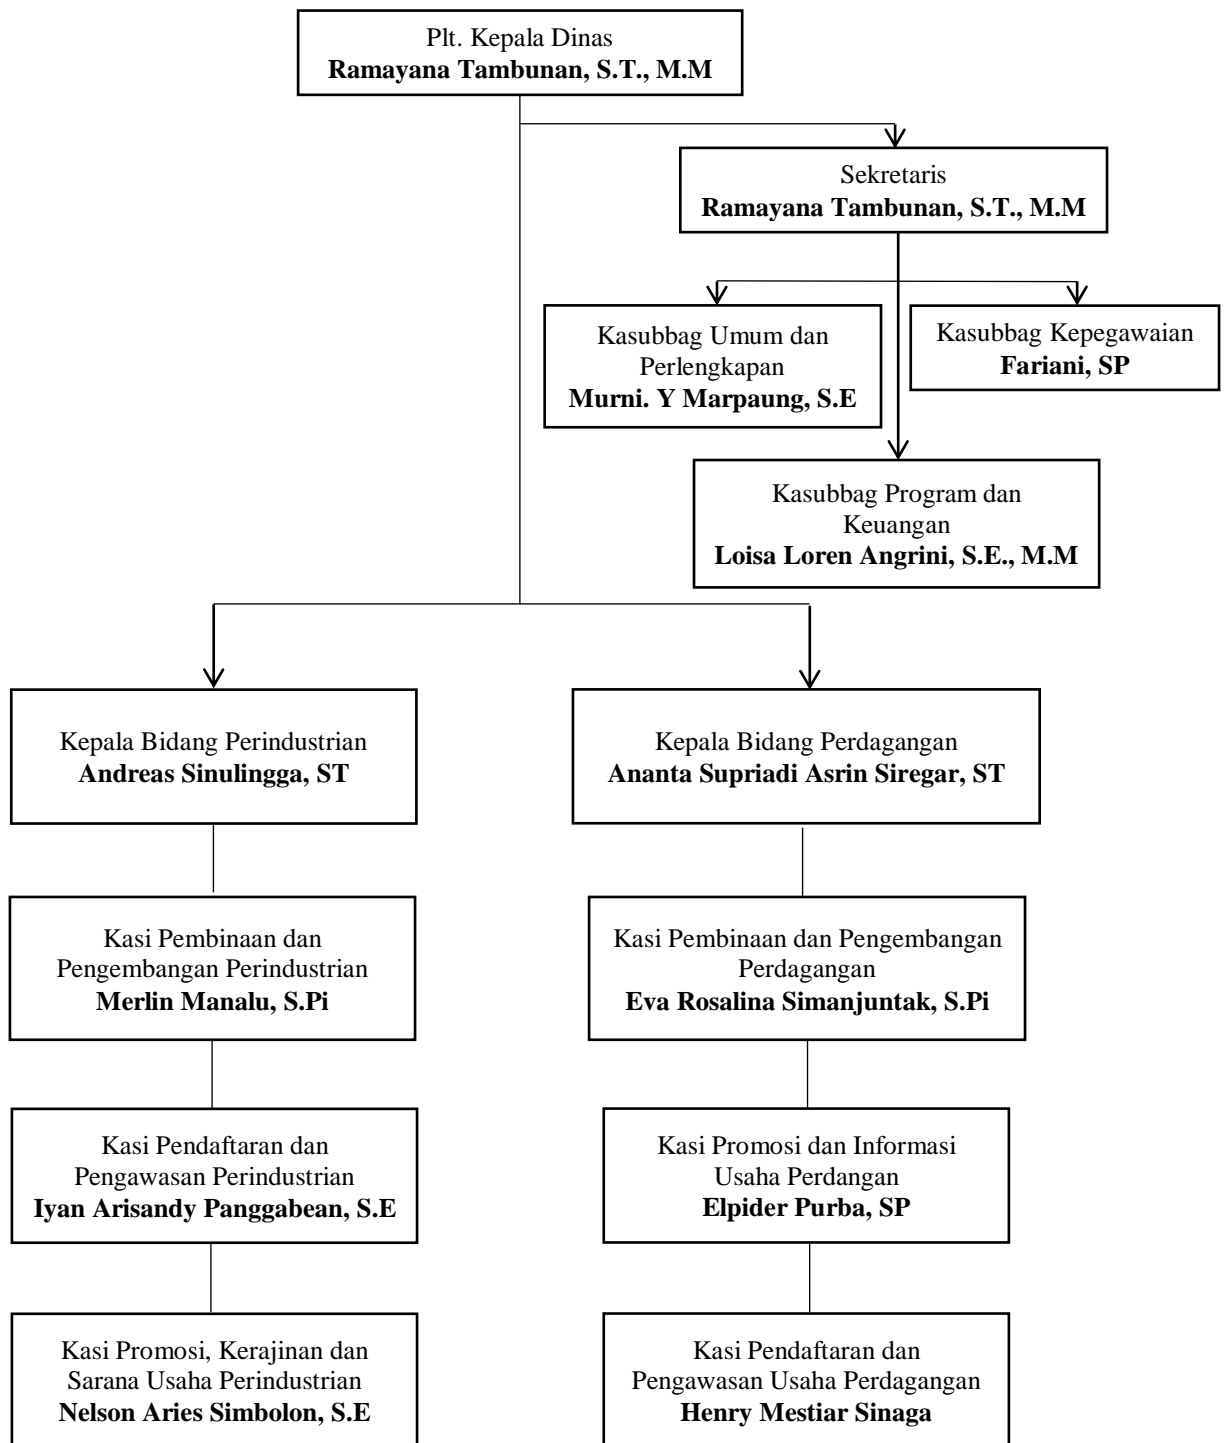 Plt. Kepala Dinas
Ramayana Tambunan, S.T., M.M
Sekretaris
Ramayana Tambunan, S.T., M.M
Kasubbag Umum dan
Perlengkapan
Murni. Y Marpaung, S.E
Kasubbag Kepegawaian
Fariani, SP
Kasubbag Program dan
Keuangan
Loisa Loren Angrini, S.E., M.M
Kepala Bidang Perindustrian
Andreas Sinulingga, ST
Kepala Bidang Perdagangan
Ananta Supriadi Asrin Siregar, ST
Kasi Pembinaan dan
Pengembangan Perindustrian
Merlin Manalu, S.Pi
Kasi Pembinaan dan Pengembangan
Perdagangan
Eva Rosalina Simanjuntak, S.Pi
Kasi Pendaftaran dan
Pengawasan Perindustrian
Iyan Arisandy Panggabean, S.E
Kasi Promosi dan Informasi
Usaha Perdangan
Elpider Purba, SP
Kasi Promosi, Kerajinan dan
Sarana Usaha Perindustrian
Nelson Aries Simbolon, S.E
Kasi Pendaftaran dan
Pengawasan Usaha Perdagangan
Henry Mestiar Sinaga